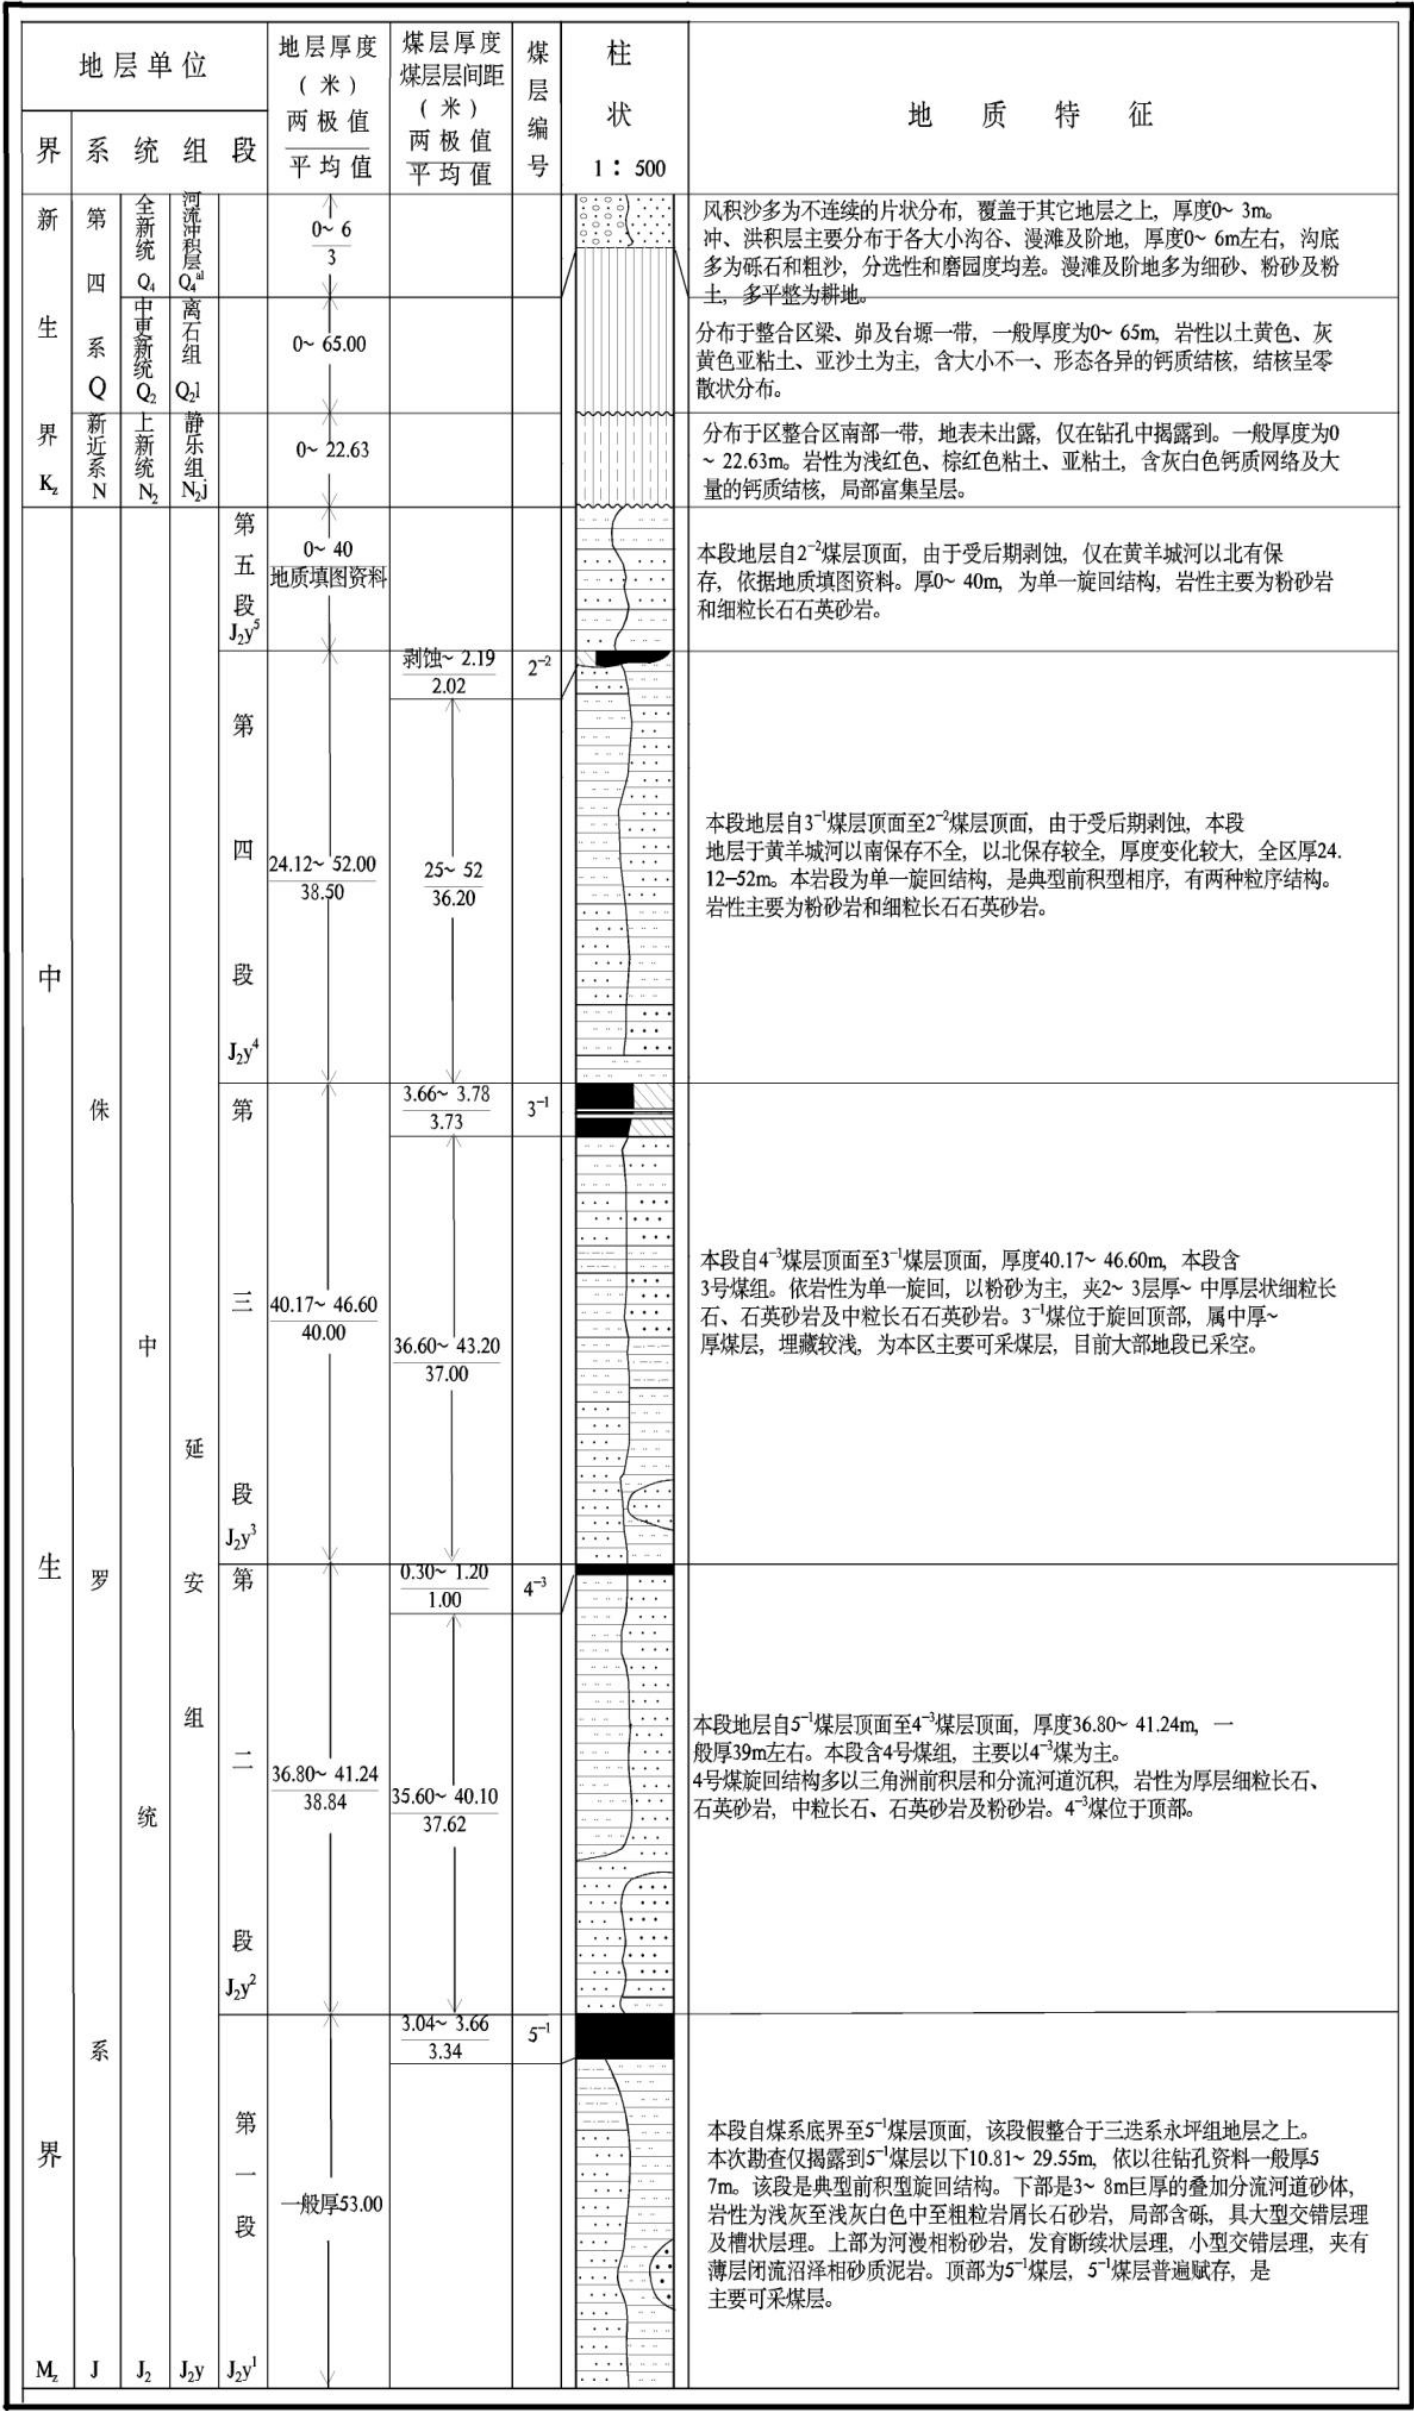 地层单位
界 系 统 组 段
地层厚度
(米)
两极值
平均值
煤层厚度
煤层层间距
(米)
两极值
平均值
煤层编号
柱状
1:500
地质特征
新生界
Kz
第四系
Q
全新统
Q4
河流冲积层
Q4al
0~6
3
风积沙多为不连续的片状分布，覆盖于其它地层之上，厚度0~3m。
冲、洪积层主要分布于各大小沟谷、漫滩及阶地，厚度0~6m左右，沟底
多为砾石和粗沙，分选性和磨园度均差。漫滩及阶地多为细砂、粉砂及粉
土，多平整为耕地。
中更新统
Q2
离石组
Q2l
0~65.00
分布于整合区梁、峁及台塬一带，一般厚度为0~65m，岩性以土黄色、灰
黄色亚粘土、亚沙土为主，含大小不一、形态各异的钙质结核，结核呈零
散状分布。
新近系
N
上新统
N2
静乐组
N2j
0~22.63
分布于区整合区南部一带，地表未出露，仅在钻孔中揭露到。一般厚度为0
~22.63m。岩性为浅红色、棕红色粘土、亚粘土，含灰白色钙质网络及大
量的钙质结核，局部富集呈层。
中生界
Mz
侏罗系
J
中统
J2
延安组
J2y
第五段
J2y5
0~40
地质填图资料
本段地层自2-2煤层顶面，由于受后期剥蚀，仅在黄羊城河以北有保
存，依据地质填图资料。厚0~40m，为单一旋回结构，岩性主要为粉砂岩
和细粒长石石英砂岩。
第四段
J2y4
24.12~52.00
38.50
剥蚀~2.19
2.02
2-2
25~52
36.20
本段地层自3-1煤层顶面至2-2煤层顶面，由于受后期剥蚀，本段
地层于黄羊城河以南保存不全，以北保存较全，厚度变化较大，全区厚24.
12—52m。本岩段为单一旋回结构，是典型前积型相序，有两种粒序结构。
岩性主要为粉砂岩和细粒长石石英砂岩。
第三段
J2y3
40.17~46.60
40.00
3.66~3.78
3.73
3-1
36.60~43.20
37.00
本段自4-3煤层顶面至3-1煤层顶面，厚度40.17~46.60m，本段含
3号煤组。依岩性为单一旋回，以粉砂为主，夹2~3层厚~中厚层状细粒长
石、石英砂岩及中粒长石石英砂岩。3-1煤位于旋回顶部，属中厚~
厚煤层，埋藏较浅，为本区主要可采煤层，目前大部地段已采空。
第二段
J2y2
36.80~41.24
38.84
0.30~1.20
1.00
4-3
35.60~40.10
37.62
本段地层自5-1煤层顶面至4-3煤层顶面，厚度36.80~41.24m，一
般厚39m左右。本段含4号煤组，主要以4-3煤为主。
4号煤旋回结构多以三角洲前积层和分流河道沉积，岩性为厚层细粒长石、
石英砂岩，中粒长石、石英砂岩及粉砂岩。4-3煤位于顶部。
第一段
J2y1
一般厚53.00
3.04~3.66
3.34
5-1
本段自煤系底界至5-1煤层顶面，该段假整合于三迭系永坪组地层之上。
本次勘查仅揭露到5-1煤层以下10.81~29.55m，依以往钻孔资料一般厚5
7m。该段是典型前积型旋回结构。下部是3~8m巨厚的叠加分流河道砂体，
岩性为浅灰至浅灰白色中至粗粒岩屑长石砂岩，局部含砾，具大型交错层理
及槽状层理。上部为河漫相粉砂岩，发育断续状层理，小型交错层理，夹有
薄层闭流沼泽相砂质泥岩。顶部为5-1煤层，5-1煤层普遍赋存，是
主要可采煤层。